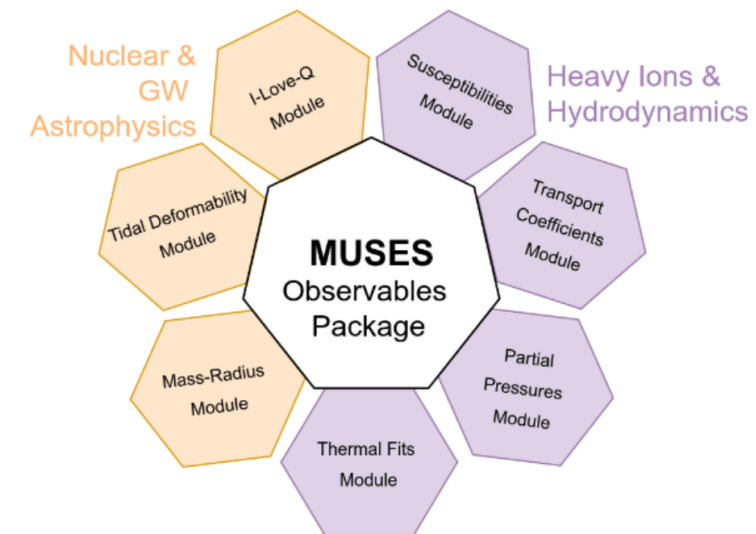 Nuclear &
GW
Astrophysics
I-Love-Q
Module
Susceptibilities
Module
Heavy Ions &
Hydrodynamics
Tidal Deformability
Module
Transport
Coefficients
Module
MUSES
Observables
Package
Mass-Radius
Module
Partial
Pressures
Module
Thermal Fits
Module